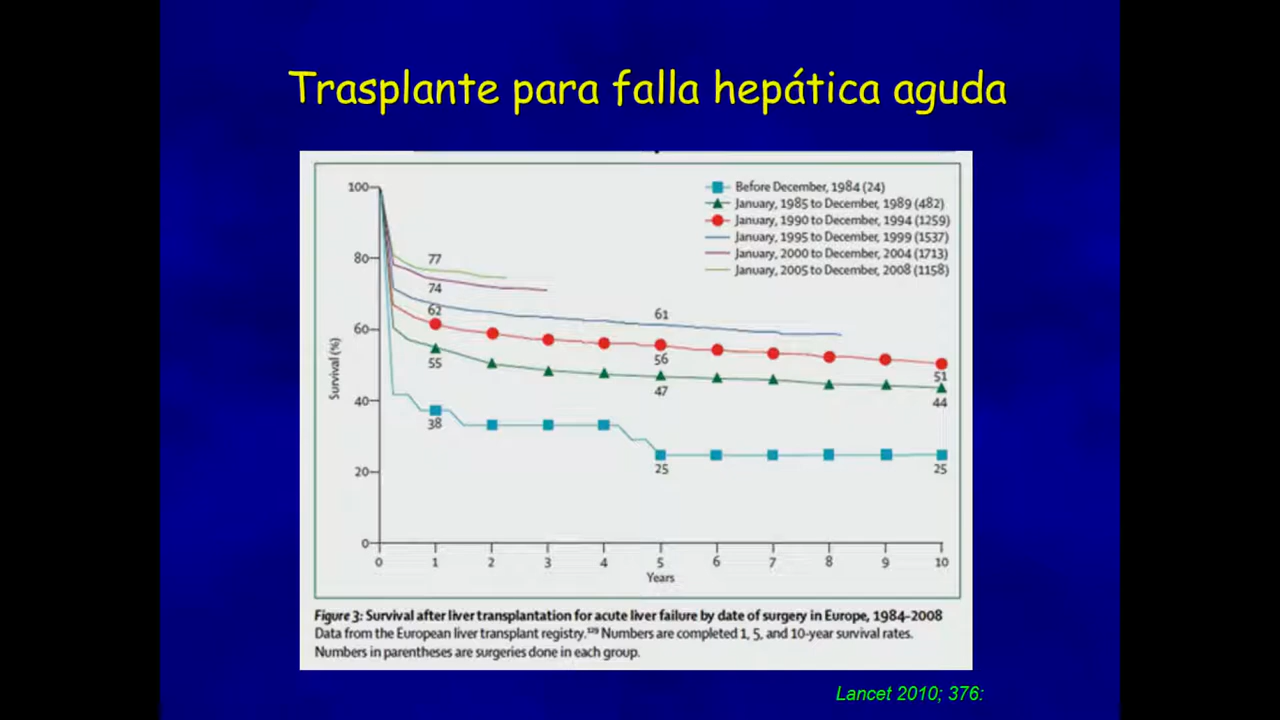 Trasplante para falla hepática aguda
Before December, 1984 (24)
January, 1985 to December, 1989 (482)
January, 1990 to December, 1994 (1259)
January, 1995 to December, 1999 (1537)
January, 2000 to December, 2004 (1713)
January, 2005 to December, 2008 (1158)
Survival (%)
100
80
60
40
20
0
77
74
62
55
38
61
56
47
25
51
44
25
0 1 2 3 4 5 6 7 8 9 10
Years
Figure 3: Survival after liver transplantation for acute liver failure by date of surgery in Europe, 1984–2008
Data from the European liver transplant registry.¹²⁹ Numbers are completed 1, 5, and 10-year survival rates.
Numbers in parentheses are surgeries done in each group.
Lancet 2010; 376: